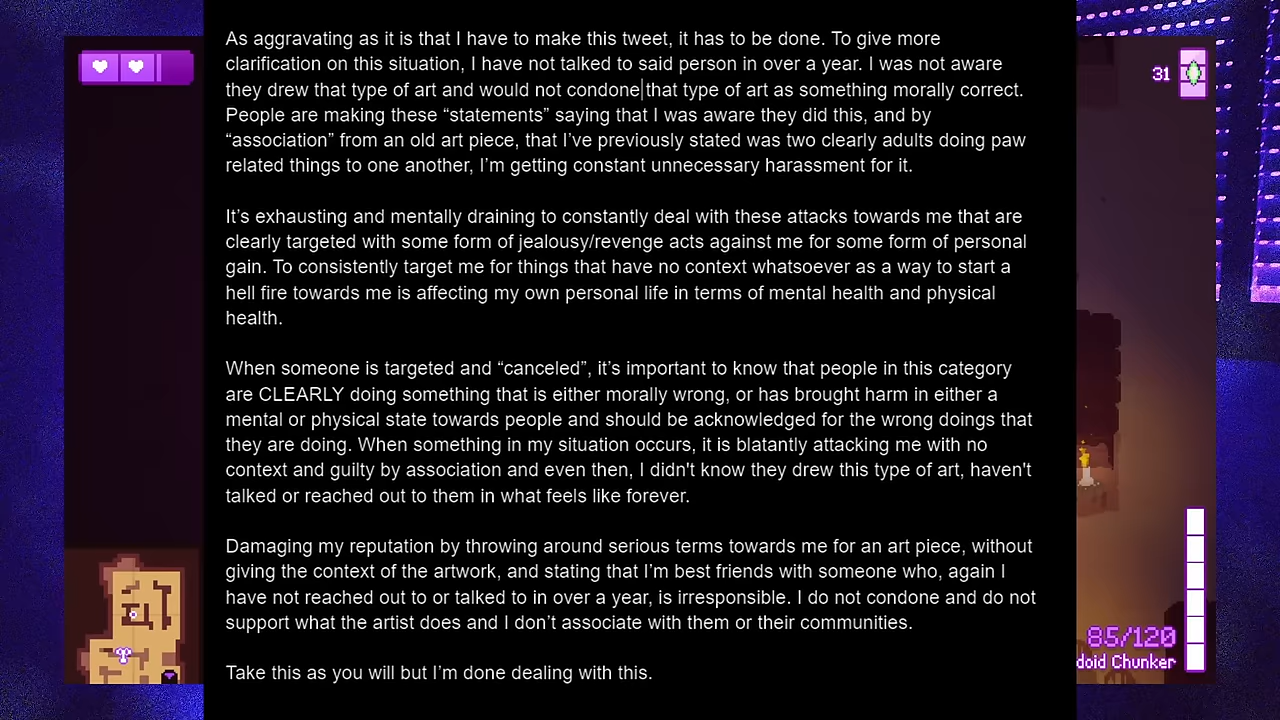 As aggravating as it is that I have to make this tweet, it has to be done. To give more
clarification on this situation, I have not talked to said person in over a year. I was not aware
they drew that type of art and would not condone that type of art as something morally correct.
People are making these “statements” saying that I was aware they did this, and by
“association” from an old art piece, that I’ve previously stated was two clearly adults doing paw
related things to one another, I’m getting constant unnecessary harassment for it.
It’s exhausting and mentally draining to constantly deal with these attacks towards me that are
clearly targeted with some form of jealousy/revenge acts against me for some form of personal
gain. To consistently target me for things that have no context whatsoever as a way to start a
hell fire towards me is affecting my own personal life in terms of mental health and physical
health.
When someone is targeted and “canceled”, it’s important to know that people in this category
are CLEARLY doing something that is either morally wrong, or has brought harm in either a
mental or physical state towards people and should be acknowledged for the wrong doings that
they are doing. When something in my situation occurs, it is blatantly attacking me with no
context and guilty by association and even then, I didn't know they drew this type of art, haven't
talked or reached out to them in what feels like forever.
Damaging my reputation by throwing around serious terms towards me for an art piece, without
giving the context of the artwork, and stating that I’m best friends with someone who, again I
have not reached out to or talked to in over a year, is irresponsible. I do not condone and do not
support what the artist does and I don’t associate with them or their communities.
Take this as you will but I’m done dealing with this.
31
85/120
doid Chunker